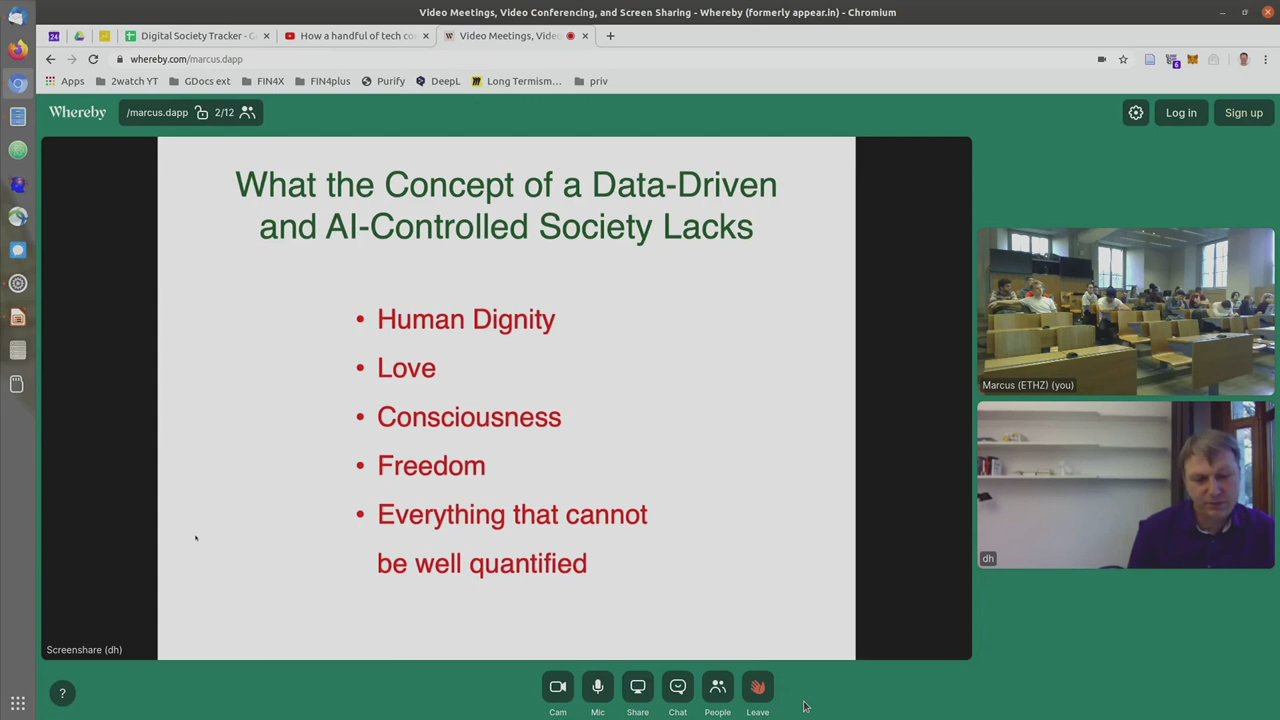 Video Meetings, Video Conferencing, and Screen Sharing - Whereby (formerly appear.in) - Chromium
24
Digital Society Tracker - G
How a handful of tech co
Video Meetings, Vide
whereby.com/marcus.dapp
Apps
2watch YT
GDocs ext
FIN4X
FIN4plus
Purify
DeepL
Long Termism…
priv
6
Whereby
/marcus.dapp
2/12
Log in
Sign up
What the Concept of a Data-Driven
and AI-Controlled Society Lacks
• Human Dignity
• Love
• Consciousness
• Freedom
• Everything that cannot
be well quantified
Marcus (ETHZ) (you)
dh
Screenshare (dh)
?
Cam
Mic
Share
Chat
People
Leave